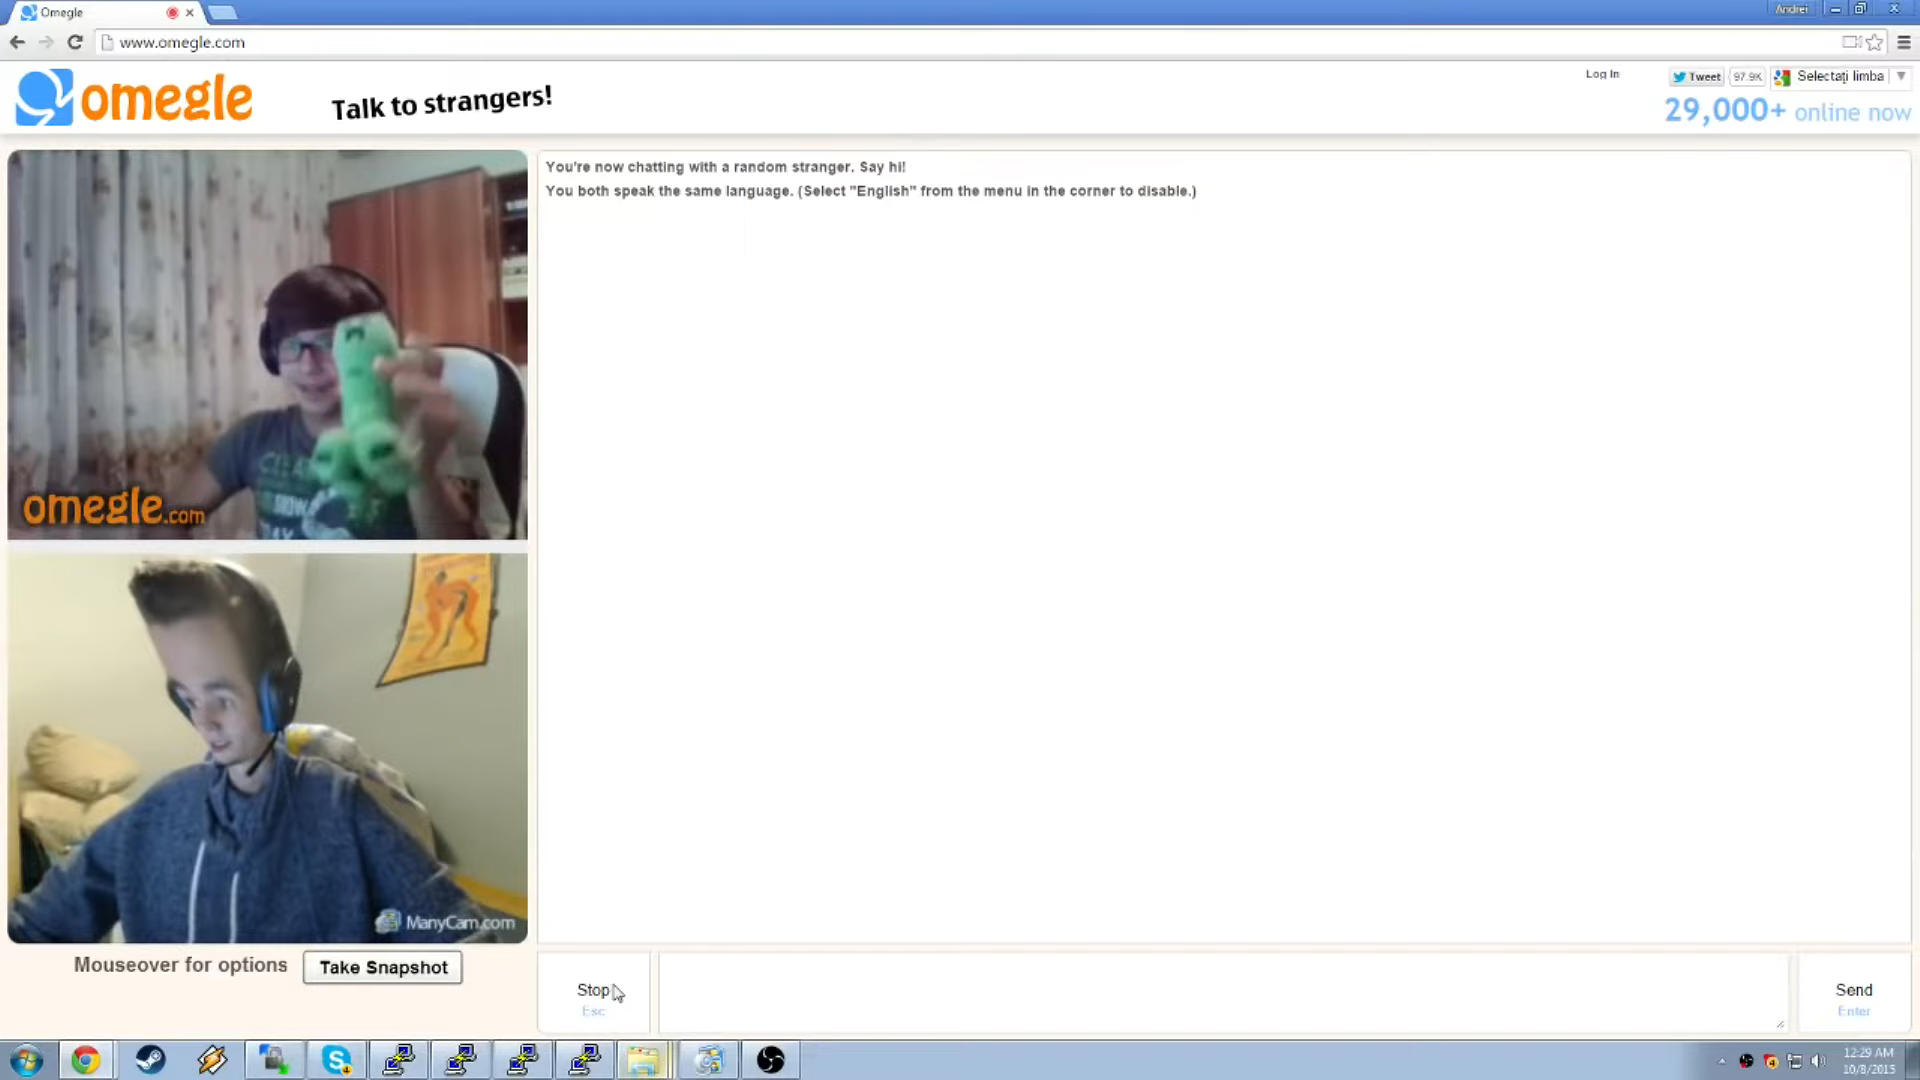 Omegle
Andrei
www.omegle.com
omegle
Talk to strangers!
Log In
Tweet
97.9K
Selectați limba
29,000+ online now
You're now chatting with a random stranger. Say hi!
You both speak the same language. (Select "English" from the menu in the corner to disable.)
omegle.com
ManyCam.com
Mouseover for options
Take Snapshot
Stop
Esc
Send
Enter
12:29 AM
10/8/2015